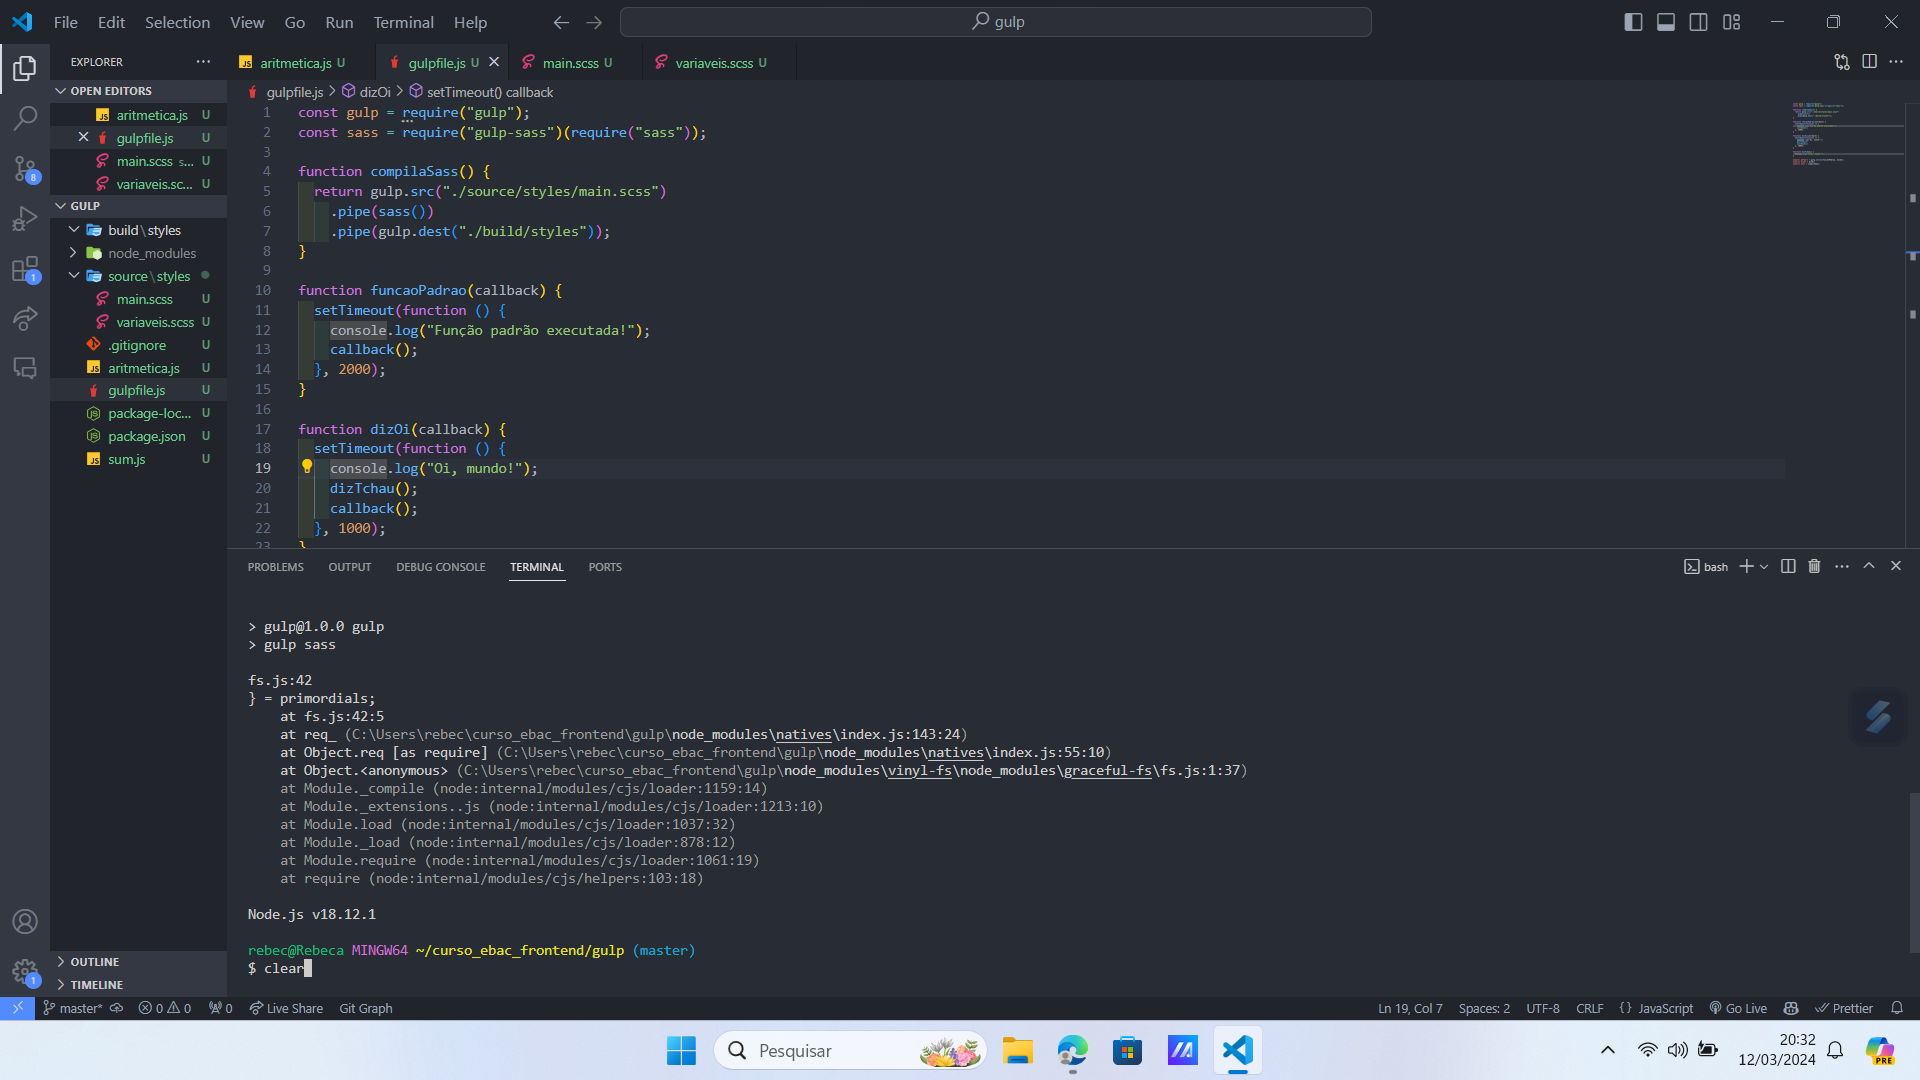 File Edit Selection View Go Run Terminal Help
gulp
EXPLORER
OPEN EDITORS
aritmetica.js U
gulpfile.js U
main.scss s... U
variaveis.sc... U
GULP
build\styles
node_modules
source\styles
main.scss U
variaveis.scss U
.gitignore U
aritmetica.js U
gulpfile.js U
package-loc... U
package.json U
sum.js U
OUTLINE
TIMELINE
8
1
1
aritmetica.js U gulpfile.js U main.scss U variaveis.scss U
gulpfile.js > dizOi > setTimeout() callback
1 const gulp = require("gulp");
2 const sass = require("gulp-sass")(require("sass"));
3
4 function compilaSass() {
5 return gulp.src("./source/styles/main.scss")
6 .pipe(sass())
7 .pipe(gulp.dest("./build/styles"));
8 }
9
10 function funcaoPadrao(callback) {
11 setTimeout(function () {
12 console.log("Função padrão executada!");
13 callback();
14 }, 2000);
15 }
16
17 function dizOi(callback) {
18 setTimeout(function () {
19 console.log("Oi, mundo!");
20 dizTchau();
21 callback();
22 }, 1000);
23 }
PROBLEMS OUTPUT DEBUG CONSOLE TERMINAL PORTS
bash
> gulp@1.0.0 gulp
> gulp sass
fs.js:42
} = primordials;
at fs.js:42:5
at req_ (C:\Users\rebec\curso_ebac_frontend\gulp\node_modules\natives\index.js:143:24)
at Object.req [as require] (C:\Users\rebec\curso_ebac_frontend\gulp\node_modules\natives\index.js:55:10)
at Object.<anonymous> (C:\Users\rebec\curso_ebac_frontend\gulp\node_modules\vinyl-fs\node_modules\graceful-fs\fs.js:1:37)
at Module._compile (node:internal/modules/cjs/loader:1159:14)
at Module._extensions..js (node:internal/modules/cjs/loader:1213:10)
at Module.load (node:internal/modules/cjs/loader:1037:32)
at Module._load (node:internal/modules/cjs/loader:878:12)
at Module.require (node:internal/modules/cjs/loader:1061:19)
at require (node:internal/modules/cjs/helpers:103:18)
Node.js v18.12.1
rebec@Rebeca MINGW64 ~/curso_ebac_frontend/gulp (master)
$ clear
master* 0 0 0 Live Share Git Graph
Ln 19, Col 7 Spaces: 2 UTF-8 CRLF {} JavaScript Go Live Prettier
Pesquisar
20:32
12/03/2024
PRE